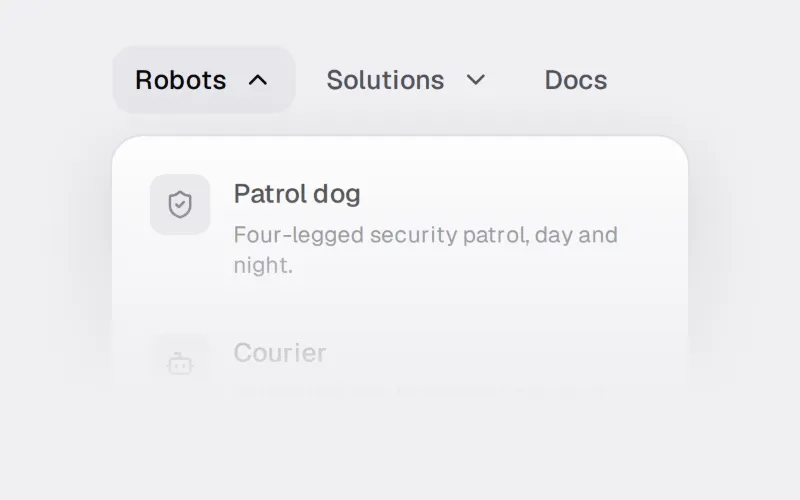 Robots
Solutions
Docs
Patrol dog
Four-legged security patrol, day and
night.
Courier